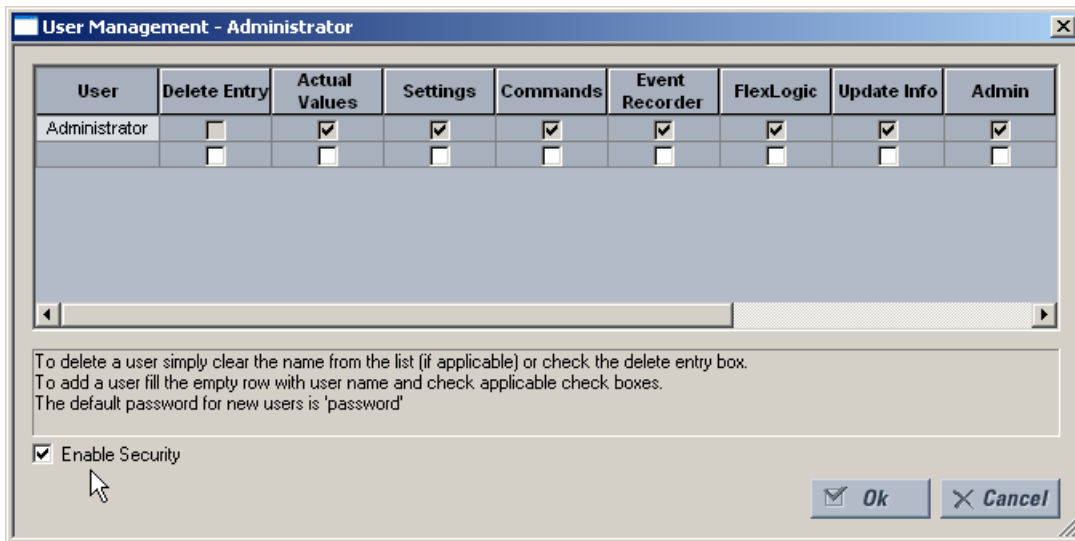 User Management - Administrator
User Delete Entry Actual Values Settings Commands Event Recorder FlexLogic Update Info Admin
Administrator
To delete a user simply clear the name from the list (if applicable) or check the delete entry box.
To add a user fill the empty row with user name and check applicable check boxes.
The default password for new users is 'password'
Enable Security
Ok Cancel